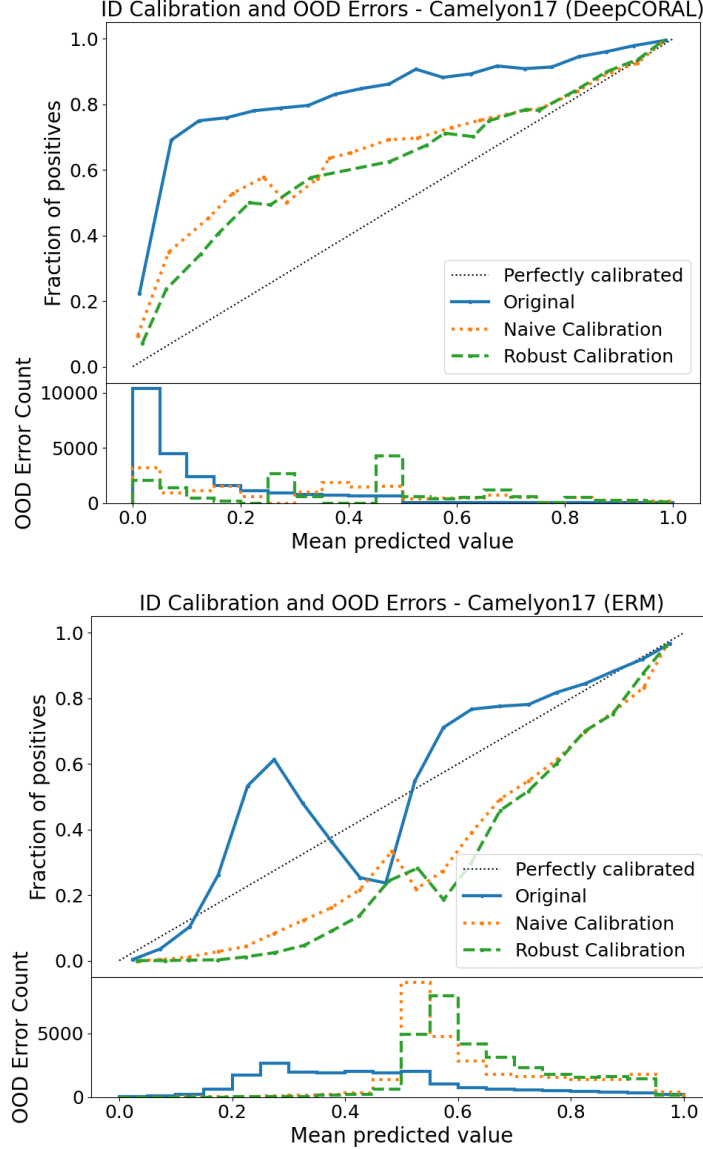 ID Calibration and OOD Errors - Camelyon17 (DeepCORAL)
1.0
0.8
0.6
0.4
0.2
0.0
Fraction of positives
Perfectly calibrated
Original
Naive Calibration
Robust Calibration
10000
5000
0
OOD Error Count
0.0 0.2 0.4 0.6 0.8 1.0
Mean predicted value
ID Calibration and OOD Errors - Camelyon17 (ERM)
1.0
0.8
0.6
0.4
0.2
0.0
Fraction of positives
Perfectly calibrated
Original
Naive Calibration
Robust Calibration
5000
0
OOD Error Count
0.0 0.2 0.4 0.6 0.8 1.0
Mean predicted value